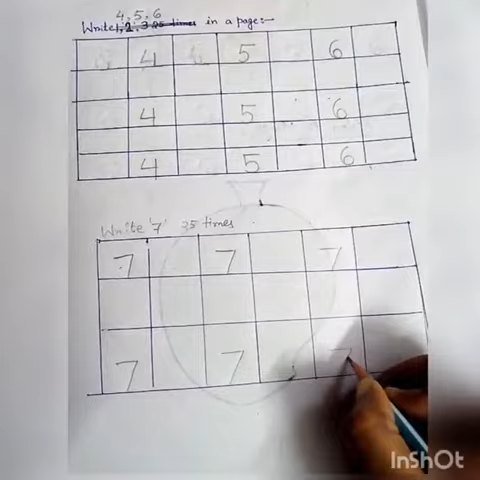 4, 5, 6
Write 1, 2, 3 25 times in a page:-
4 5 6
4 5 6
4 5 6
Write '7' 35 times
7 7 7
7 7 7
InShOt